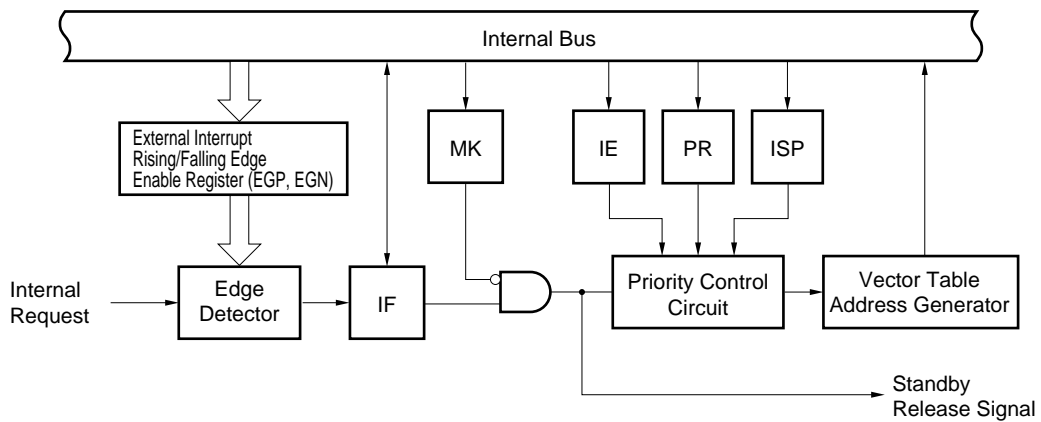 Internal Bus
External Interrupt
Rising/Falling Edge
Enable Register (EGP, EGN)
MK
IE
PR
ISP
Internal
Request
Edge
Detector
IF
Priority Control
Circuit
Vector Table
Address Generator
Standby
Release Signal